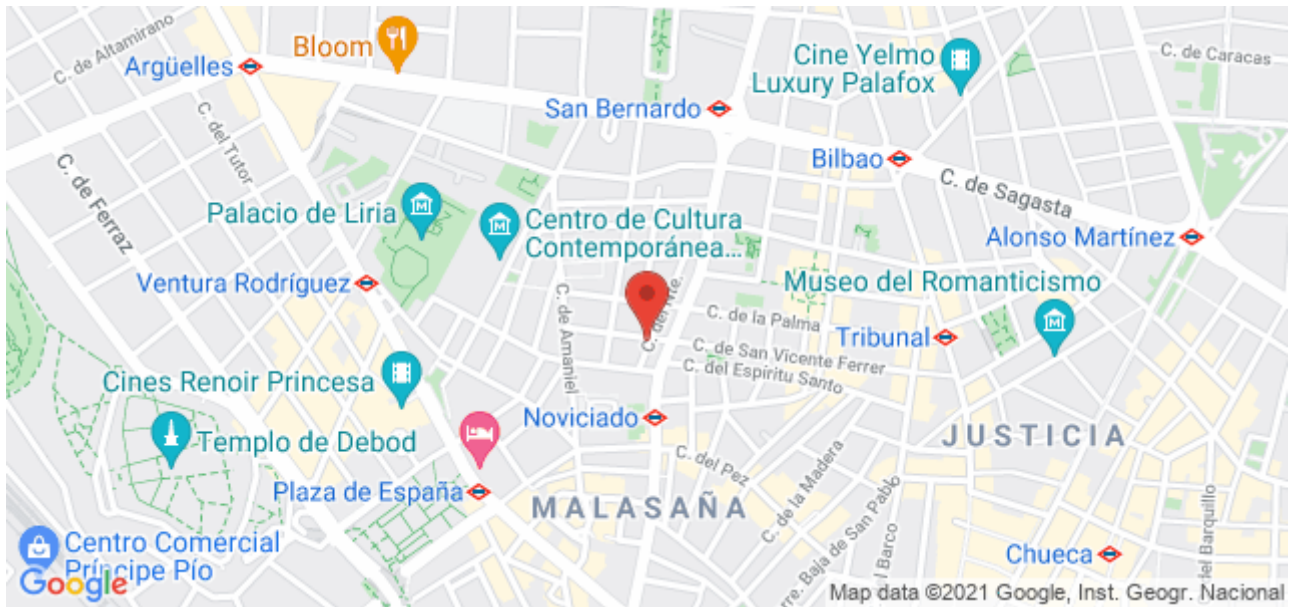 C. de Altamirano
Bloom
Argüelles
Cine Yelmo
Luxury Palafox
C. de Caracas
San Bernardo
C. del Tutor
Bilbao
C. de Sagasta
C. de Ferraz
Palacio de Liria
Centro de Cultura
Contemporánea...
Alonso Martínez
Ventura Rodríguez
Museo del Romanticismo
C. de Amaniel
C. del Nte.
C. de la Palma
Tribunal
C. de San Vicente Ferrer
C. del Espíritu Santo
Cines Renoir Princesa
Noviciado
Templo de Debod
JUSTICIA
C. del Pez
C. de la Madera
Plaza de España
MALASAÑA
Baja de San Pablo
del Barco
del Barquillo
Centro Comercial
Príncipe Pío
Chueca
Google
Map data ©2021 Google, Inst. Geogr. Nacional